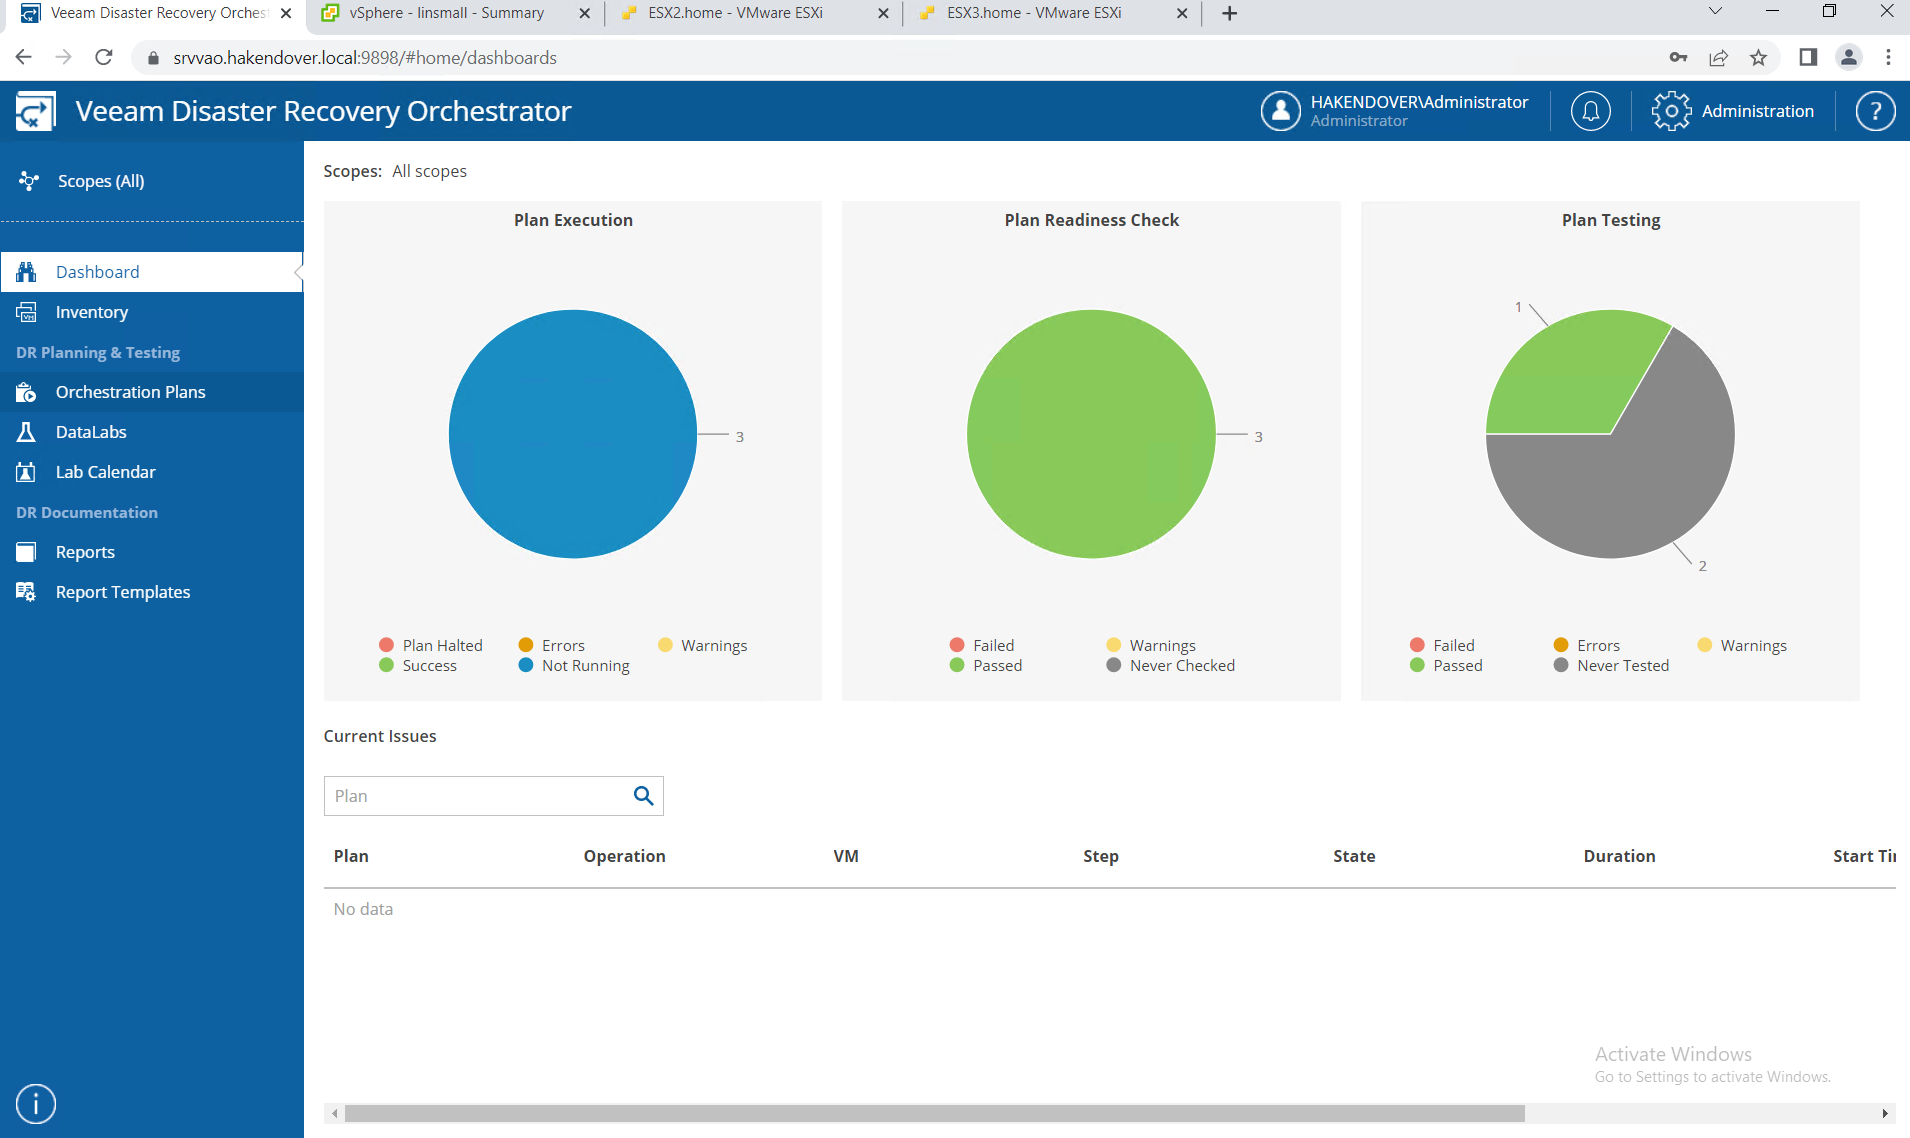 Veeam Disaster Recovery Orches
vSphere - linsmall - Summary
ESX2.home - VMware ESXi
ESX3.home - VMware ESXi
srvvao.hakendover.local:9898/#home/dashboards
Veeam Disaster Recovery Orchestrator
HAKENDOVER\Administrator
Administrator
Administration
?
Scopes (All)
Dashboard
Inventory
DR Planning & Testing
Orchestration Plans
DataLabs
Lab Calendar
DR Documentation
Reports
Report Templates
i
Scopes: All scopes
Plan Execution
3
Plan Halted
Errors
Warnings
Success
Not Running
Plan Readiness Check
3
Failed
Warnings
Passed
Never Checked
Plan Testing
1
2
Failed
Errors
Warnings
Passed
Never Tested
Current Issues
Plan
Plan Operation VM Step State Duration Start Ti
No data
Activate Windows
Go to Settings to activate Windows.